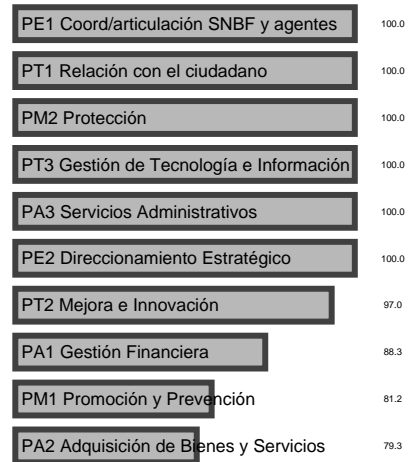 PE1 Coord/articulación SNBF y agentes 100.0
PT1 Relación con el ciudadano 100.0
PM2 Protección 100.0
PT3 Gestión de Tecnología e Información 100.0
PA3 Servicios Administrativos 100.0
PE2 Direccionamiento Estratégico 100.0
PT2 Mejora e Innovación 97.0
PA1 Gestión Financiera 88.3
PM1 Promoción y Prevención 81.2
PA2 Adquisición de Bienes y Servicios 79.3